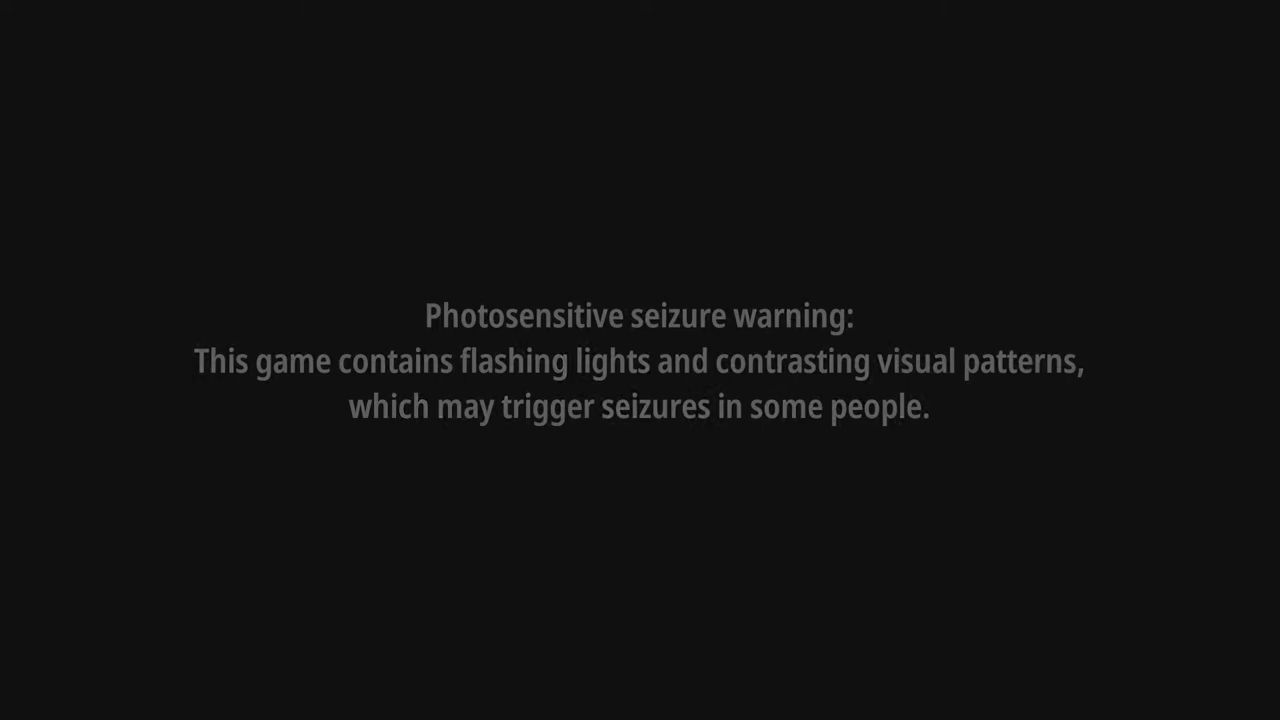 Photosensitive seizure warning:
This game contains flashing lights and contrasting visual patterns,
which may trigger seizures in some people.